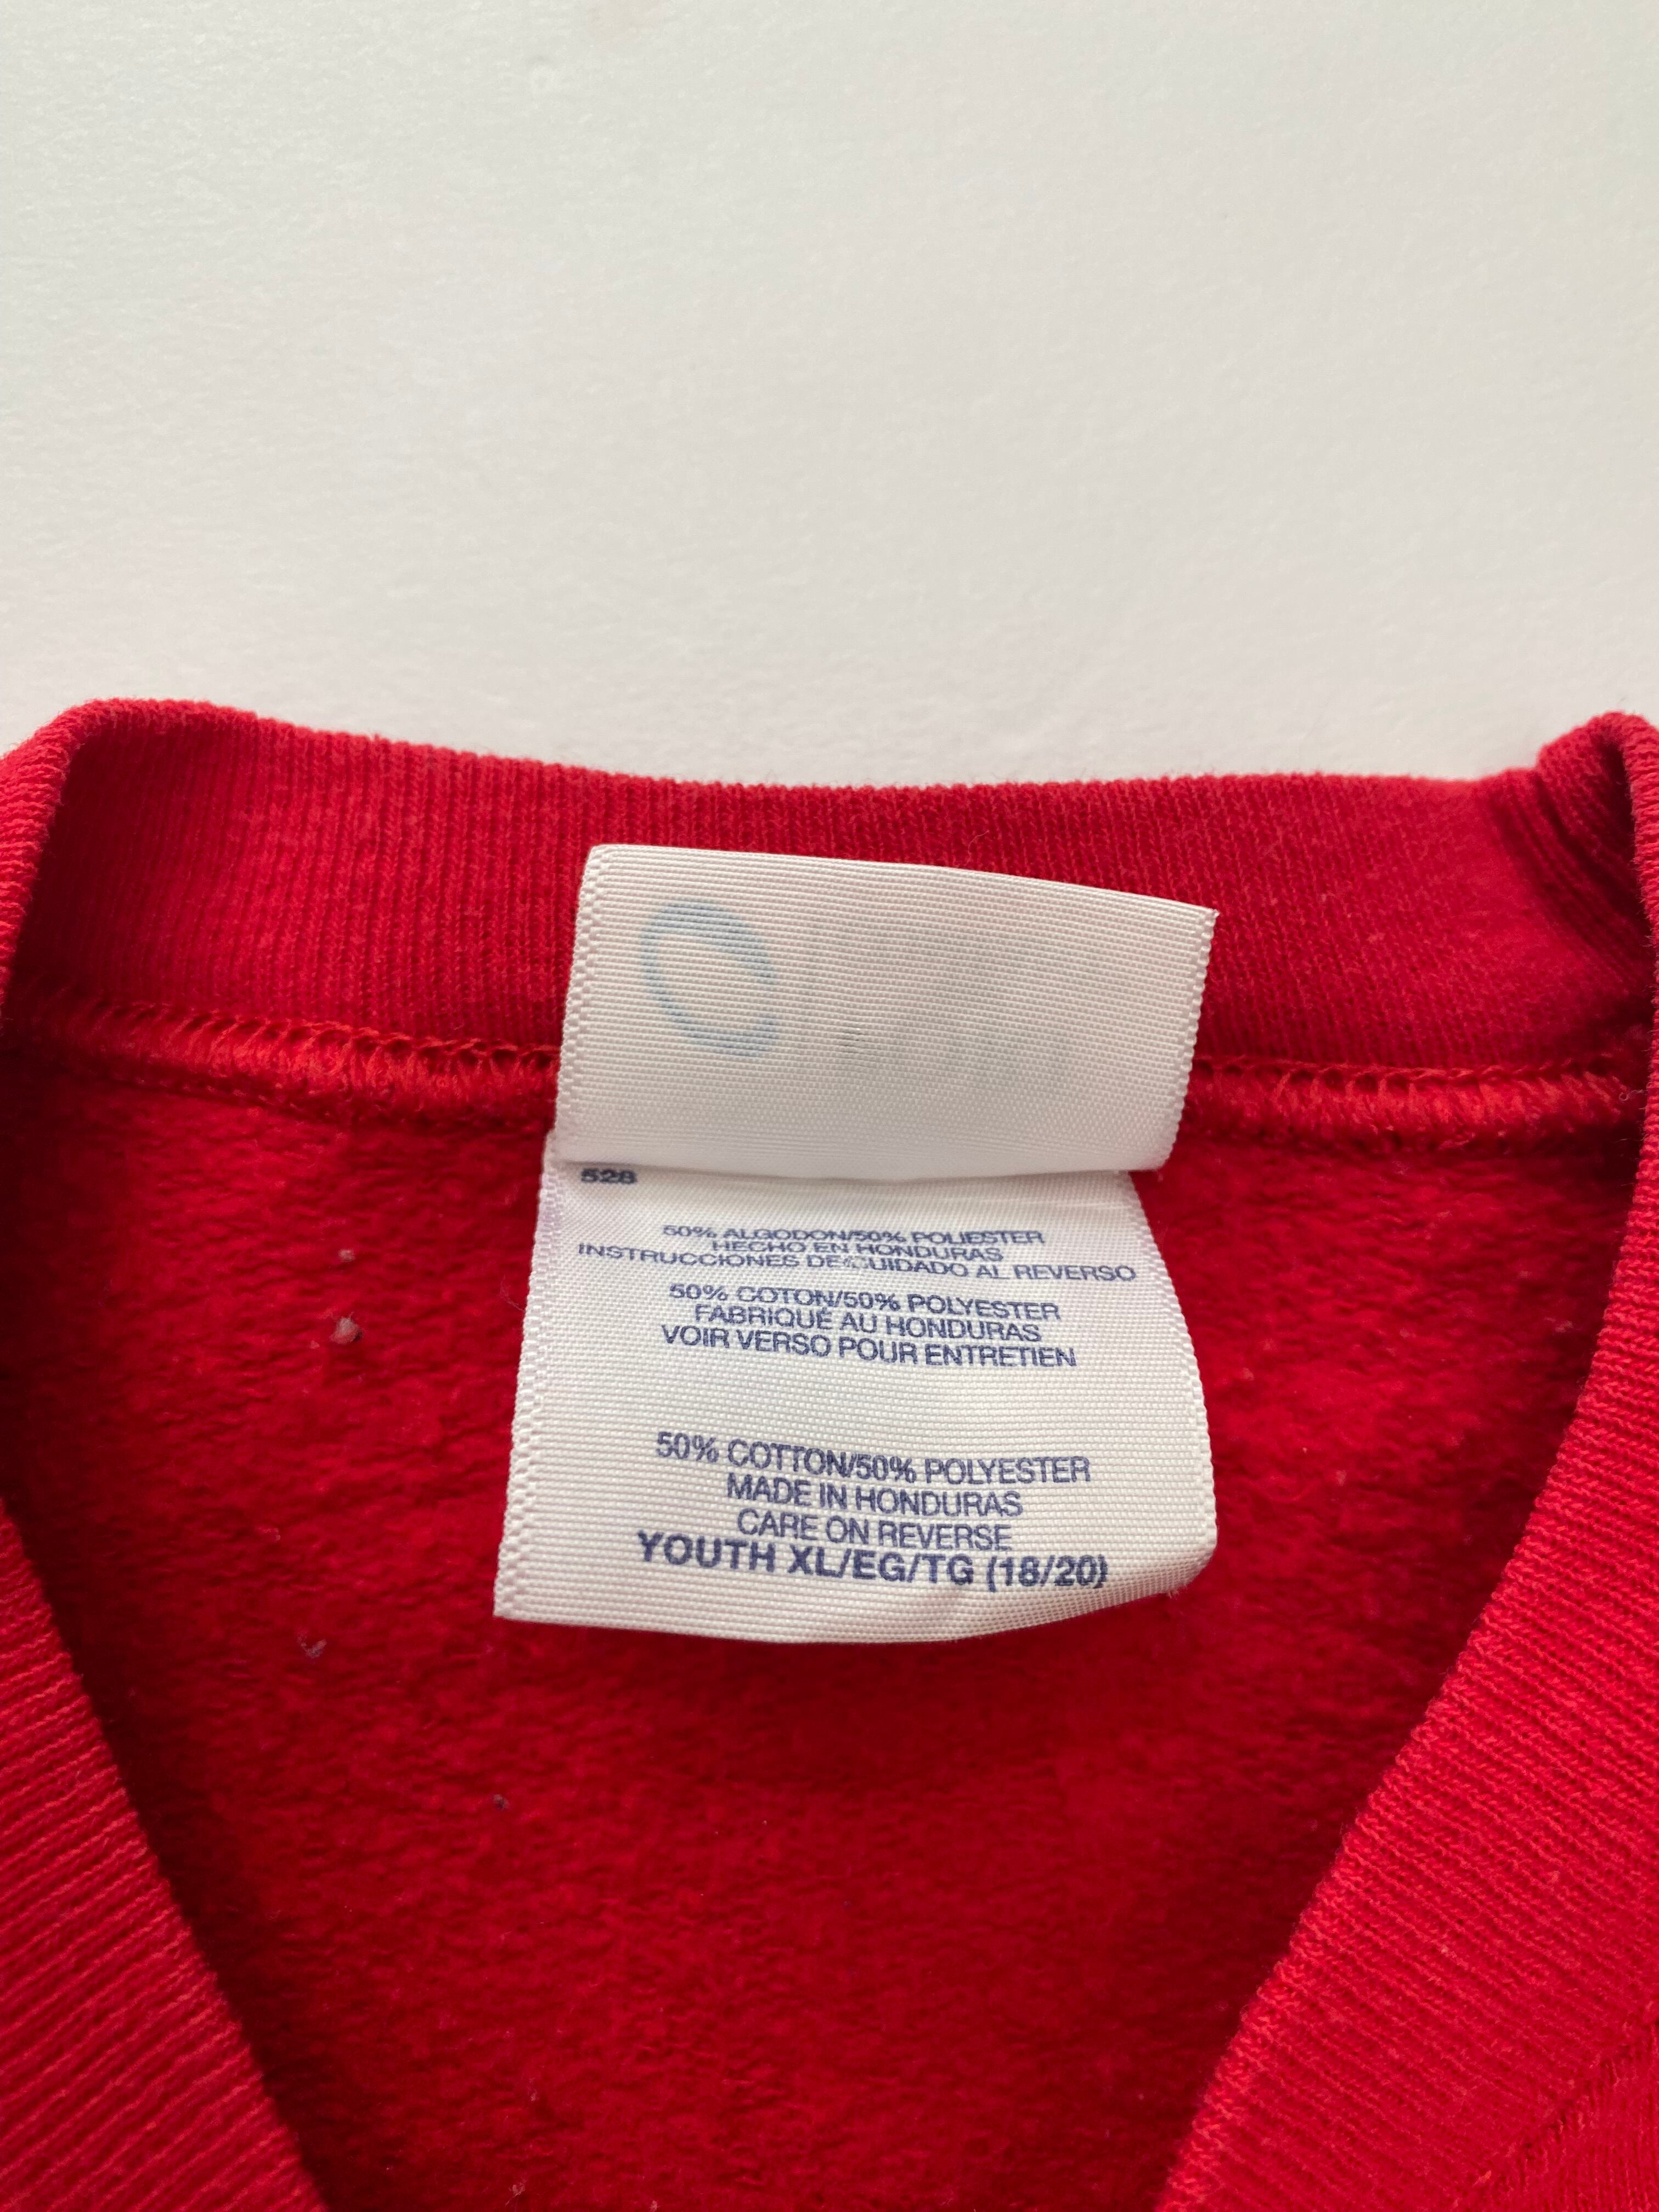 528
50% ALGODON/50% POLIESTER
HECHO EN HONDURAS
INSTRUCCIONES DE CUIDADO AL REVERSO
50% COTON/50% POLYESTER
FABRIQUÉ AU HONDURAS
VOIR VERSO POUR ENTRETIEN
50% COTTON/50% POLYESTER
MADE IN HONDURAS
CARE ON REVERSE
YOUTH XL/EG/TG (18/20)